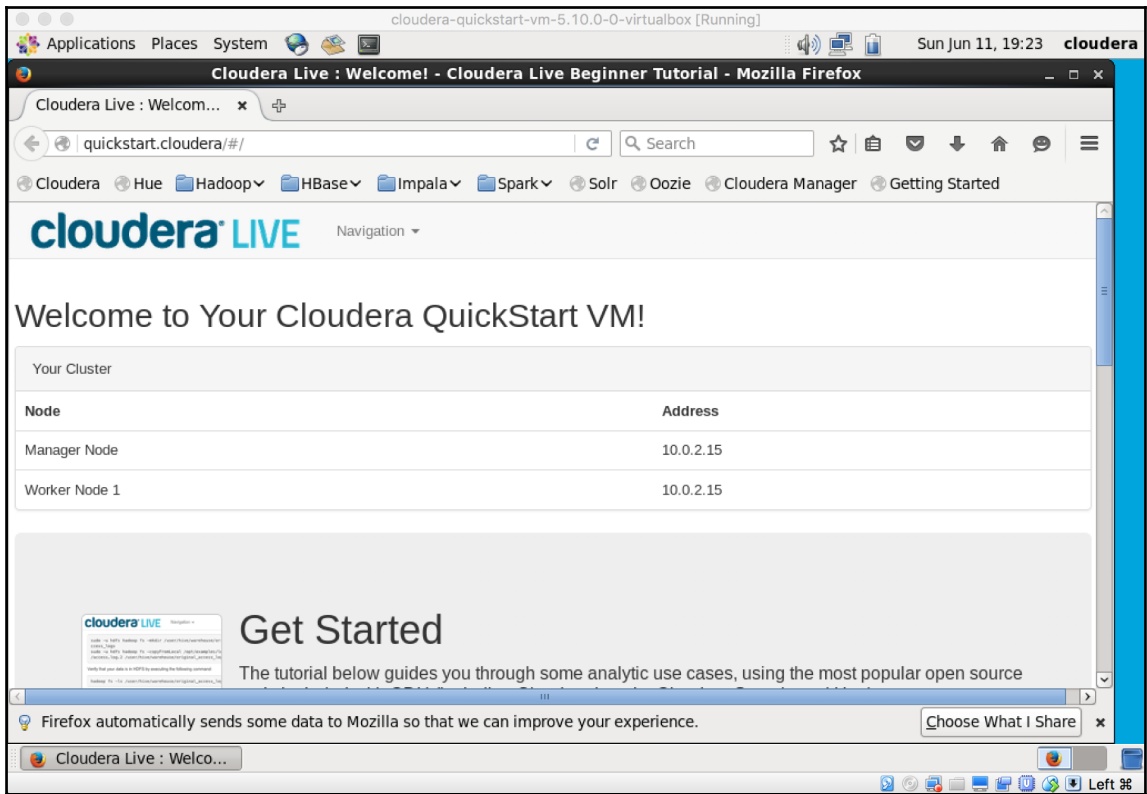 cloudera-quickstart-vm-5.10.0-0-virtualbox [Running]
Applications Places System Sun Jun 11, 19:23 cloudera
Cloudera Live : Welcome! - Cloudera Live Beginner Tutorial - Mozilla Firefox
Cloudera Live : Welcom...
quickstart.cloudera/#/ Search
Cloudera Hue Hadoop HBase Impala Spark Solr Oozie Cloudera Manager Getting Started
cloudera LIVE Navigation
Welcome to Your Cloudera QuickStart VM!
Your Cluster
Node Address
Manager Node 10.0.2.15
Worker Node 1 10.0.2.15
cloudera LIVE
Get Started
The tutorial below guides you through some analytic use cases, using the most popular open source
Firefox automatically sends some data to Mozilla so that we can improve your experience. Choose What I Share
Cloudera Live : Welco...
Left ⌘